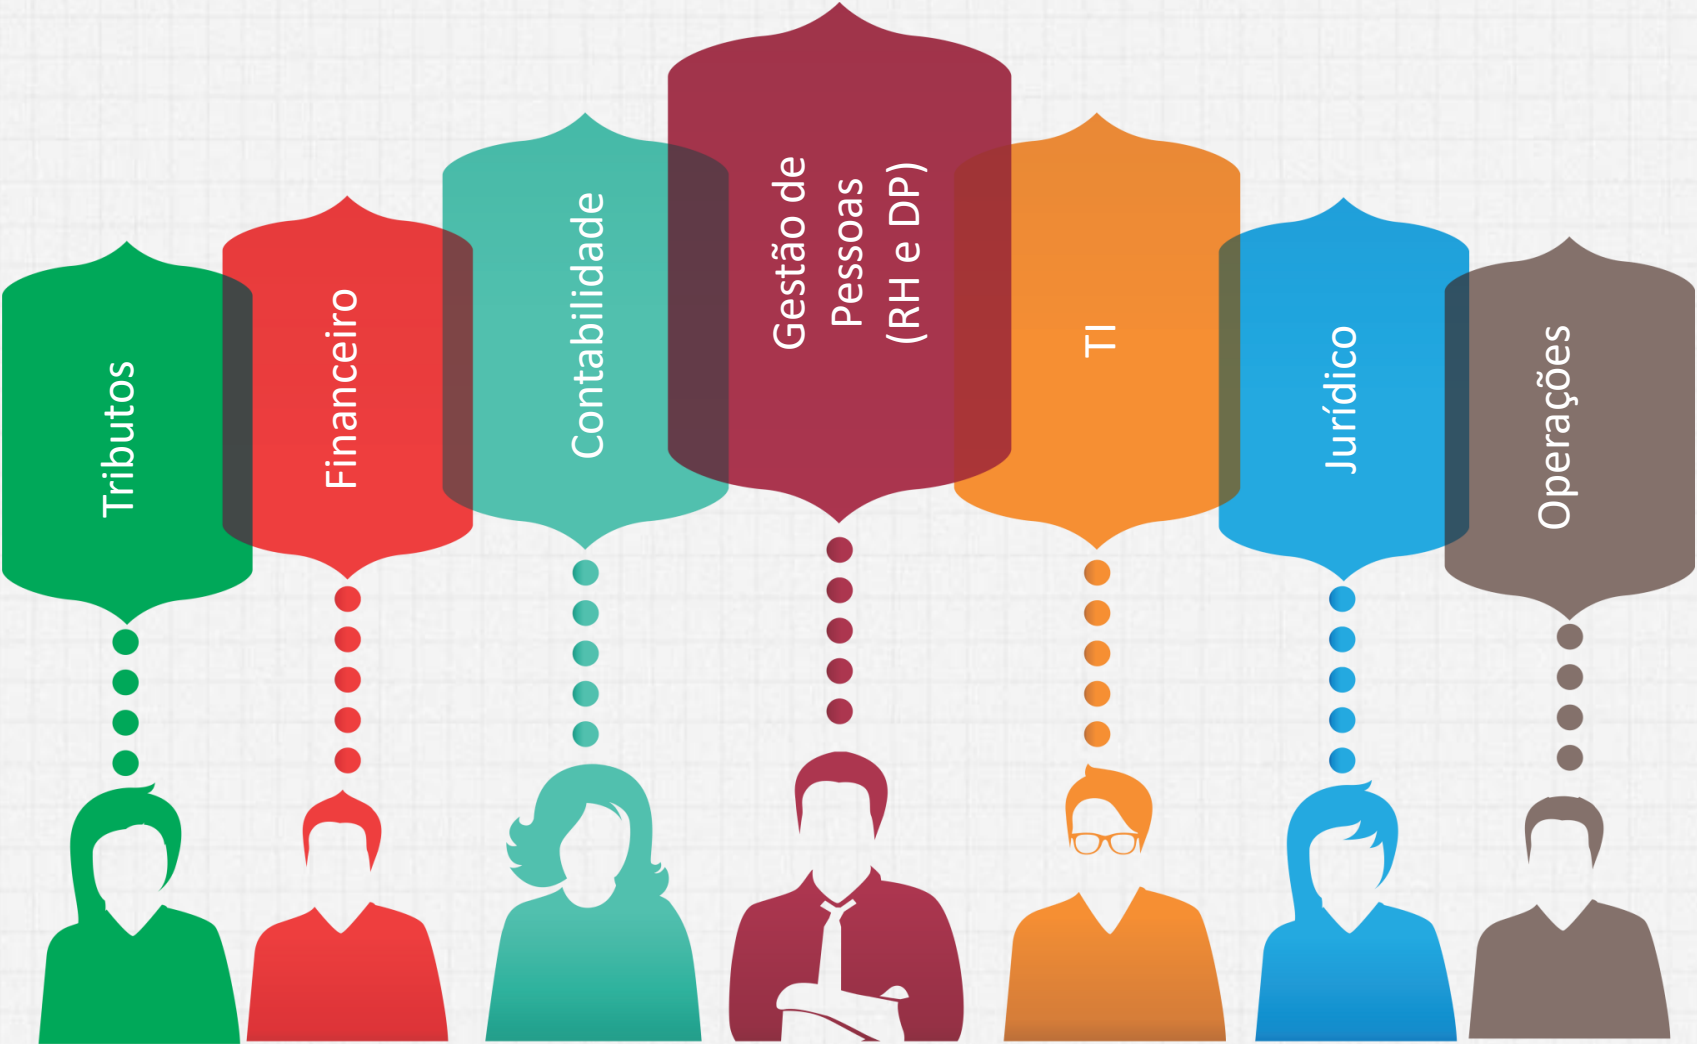 Tributos
Financeiro
Contabilidade
Gestão de
Pessoas
(RH e DP)
TI
Jurídico
Operações